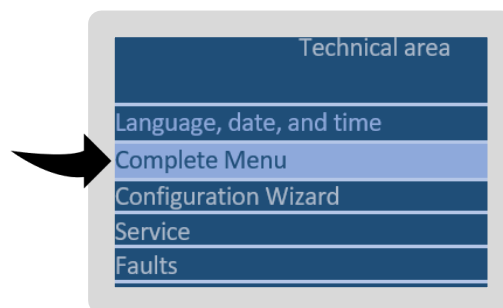 Technical area
Language, date, and time
Complete Menu
Configuration Wizard
Service
Faults